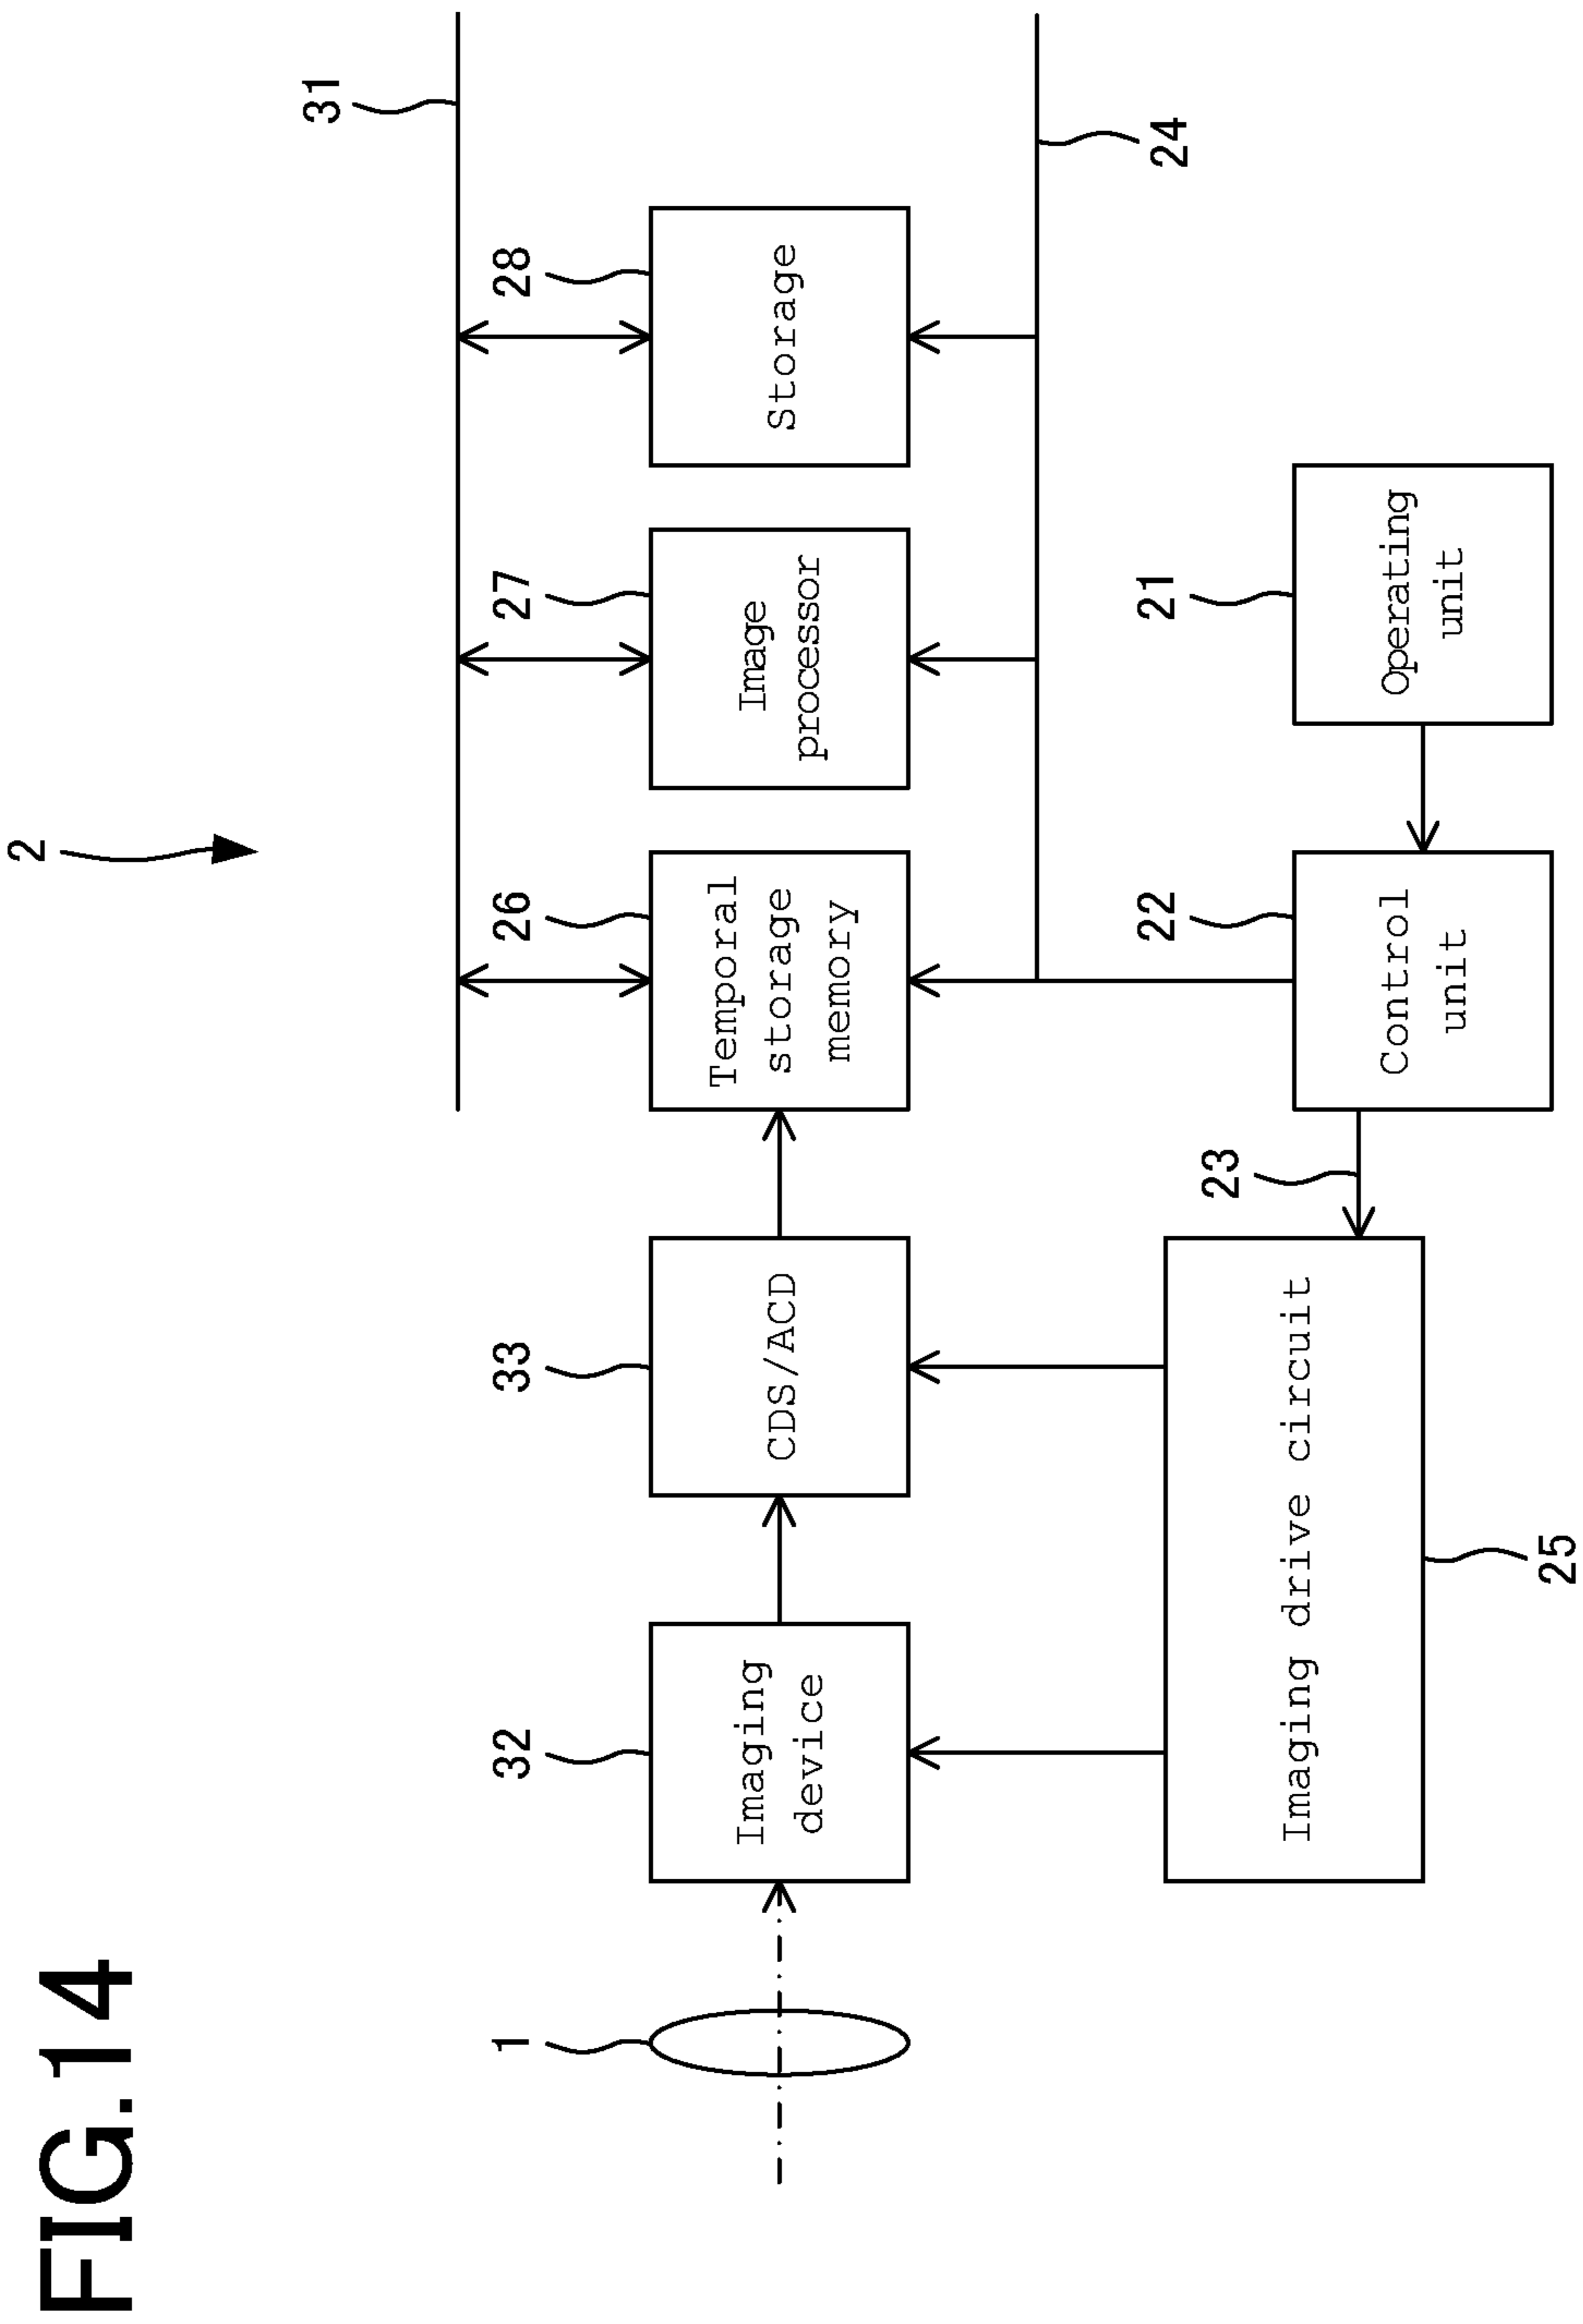 FIG.14
2
31
1
32
33
26
27
28
Imaging
device
CDS/ACD
Temporal
storage
memory
Image
processor
Storage
24
23
22
21
Imaging drive circuit
Control
unit
Operating
unit
25